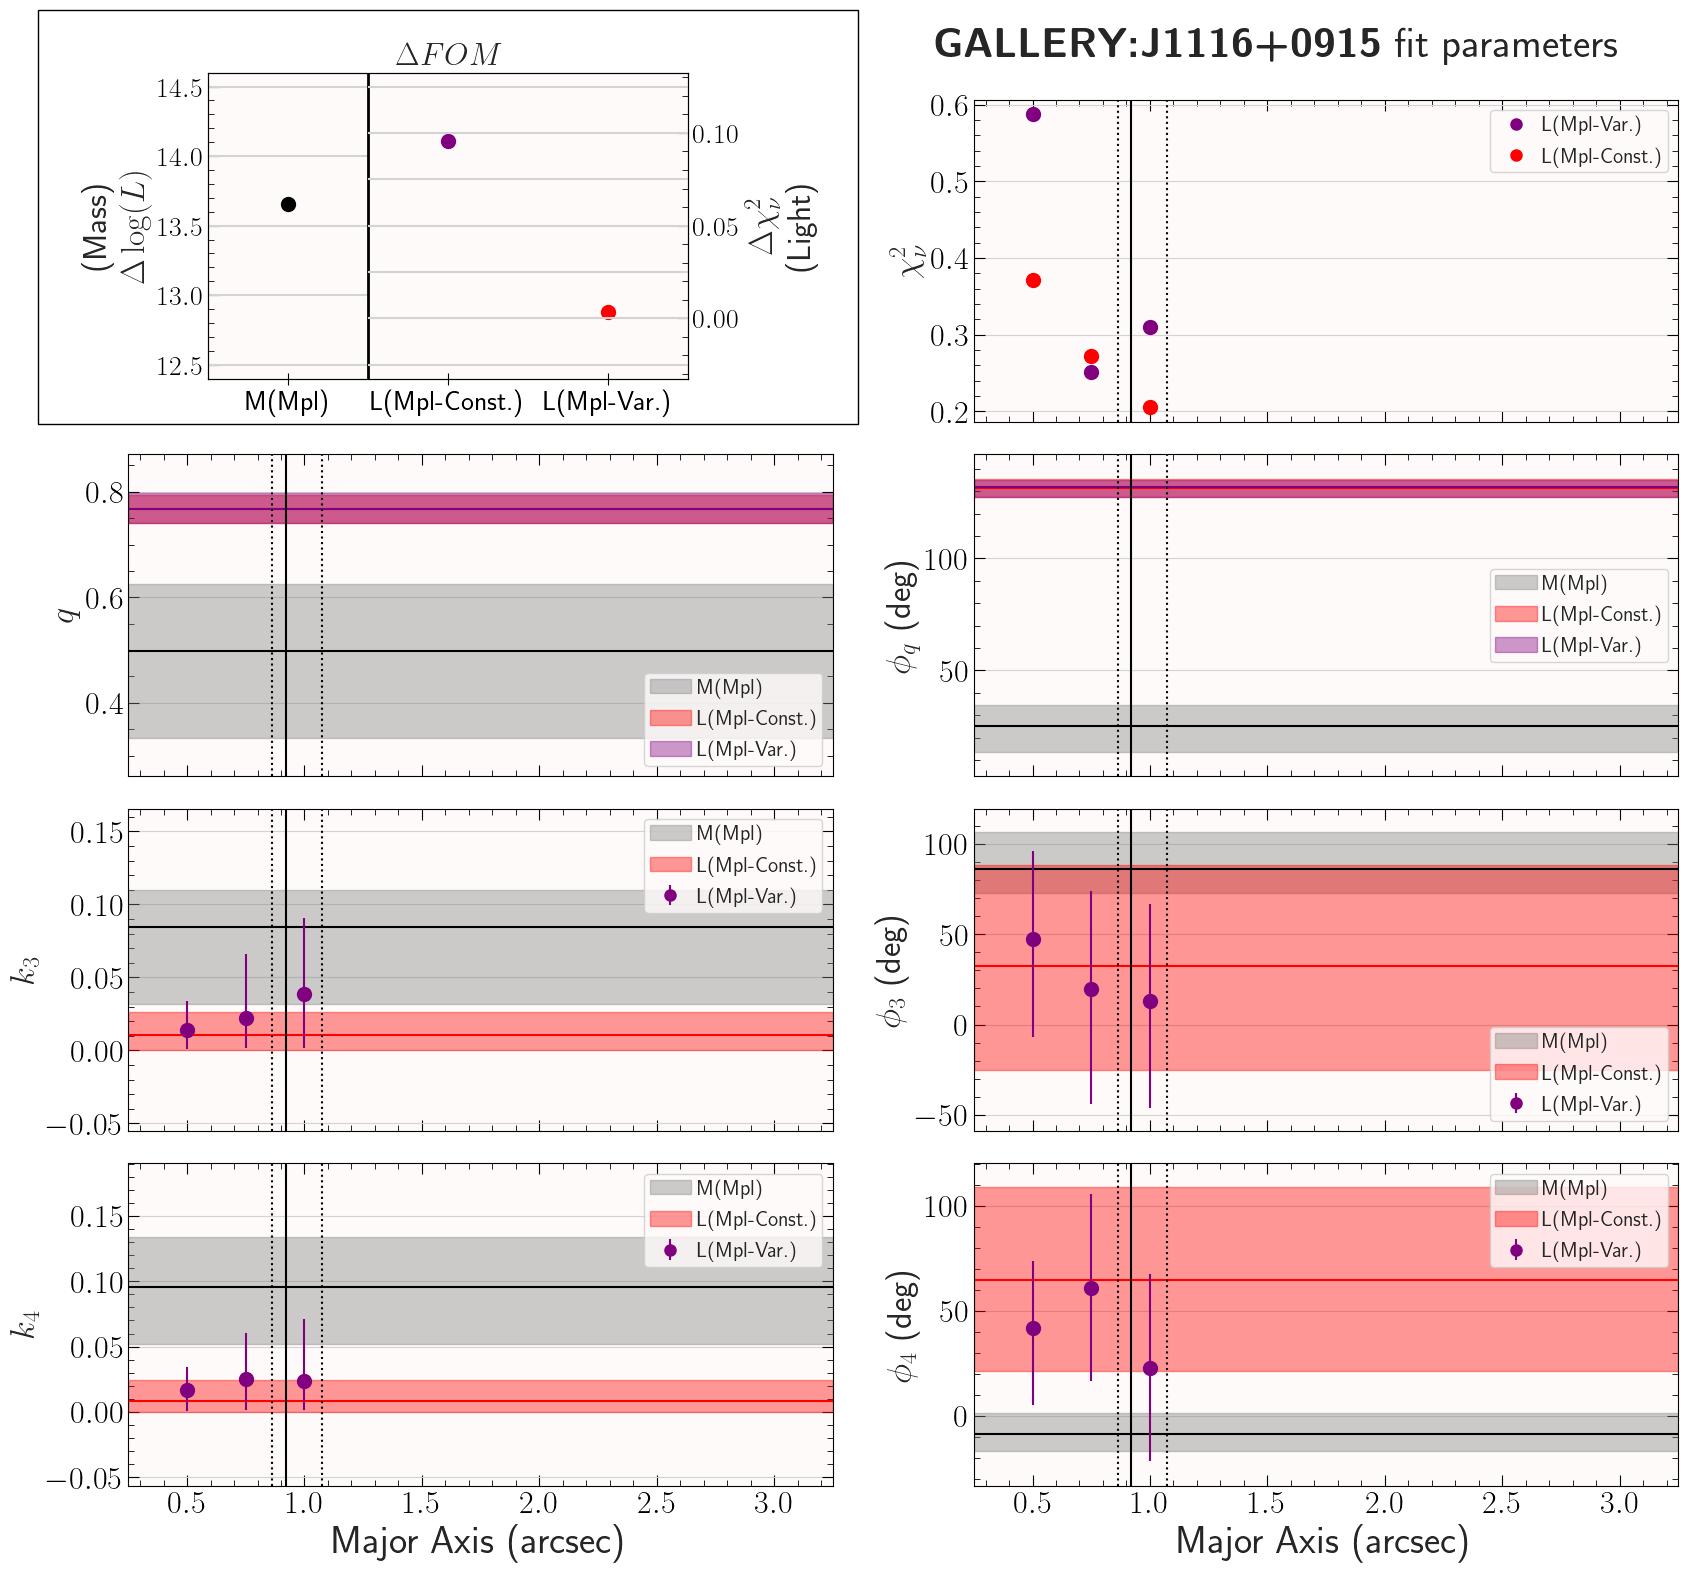 GALLERY:J1116+0915 fit parameters
ΔFOM
(Mass)
Δ log(L)
14.5
14.0
13.5
13.0
12.5
0.10
0.05
0.00
Δχ²ν
(Light)
M(Mpl) L(Mpl-Const.) L(Mpl-Var.)
χ²ν
0.6
0.5
0.4
0.3
0.2
L(Mpl-Var.)
L(Mpl-Const.)
q
0.8
0.6
0.4
M(Mpl)
L(Mpl-Const.)
L(Mpl-Var.)
ϕq (deg)
100
50
M(Mpl)
L(Mpl-Const.)
L(Mpl-Var.)
k3
0.15
0.10
0.05
0.00
−0.05
M(Mpl)
L(Mpl-Const.)
L(Mpl-Var.)
ϕ3 (deg)
100
50
0
−50
M(Mpl)
L(Mpl-Const.)
L(Mpl-Var.)
k4
0.15
0.10
0.05
0.00
−0.05
M(Mpl)
L(Mpl-Const.)
L(Mpl-Var.)
0.5 1.0 1.5 2.0 2.5 3.0
Major Axis (arcsec)
ϕ4 (deg)
100
50
0
M(Mpl)
L(Mpl-Const.)
L(Mpl-Var.)
0.5 1.0 1.5 2.0 2.5 3.0
Major Axis (arcsec)